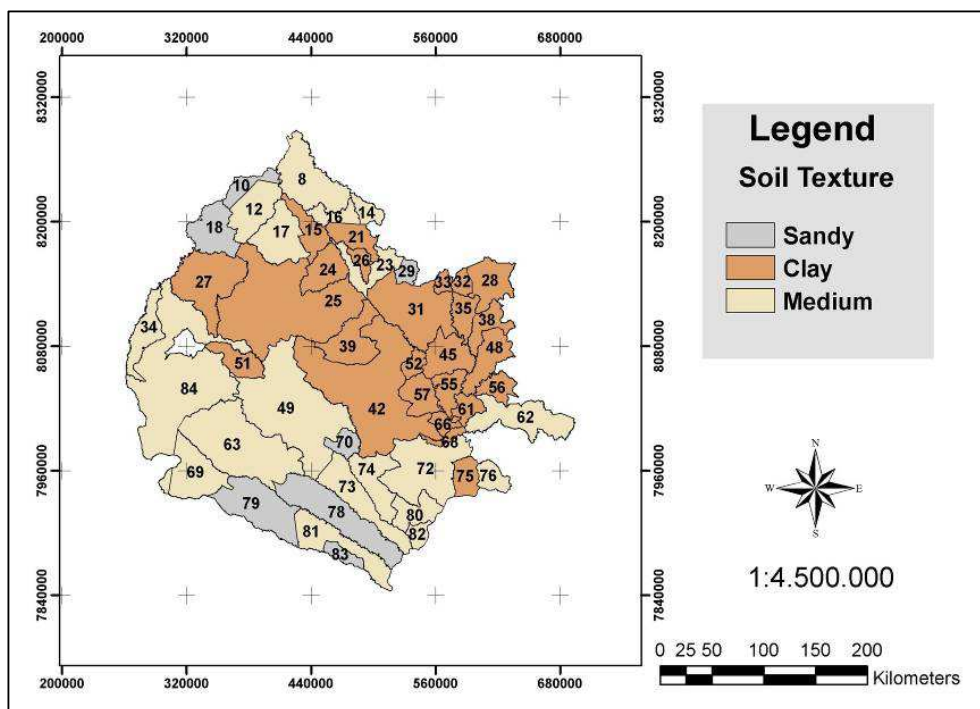 200000 320000 440000 560000 680000
8320000 8320000
Legend
Soil Texture
Sandy
Clay
Medium
8
10
12 16 14
8200000 18 17 15 21 8200000
26 23 29
27 24 33 32 28
25 31 35
34 38
8080000 39 45 48 8080000
51 52
84 55 56
49 42 57 61
66 62
63 70 68
7960000 69 74 72 75 76 7960000
73
79 78 80
81 82
83
N
W E
S
1:4.500.000
7840000 7840000
0 25 50 100 150 200
Kilometers
200000 320000 440000 560000 680000